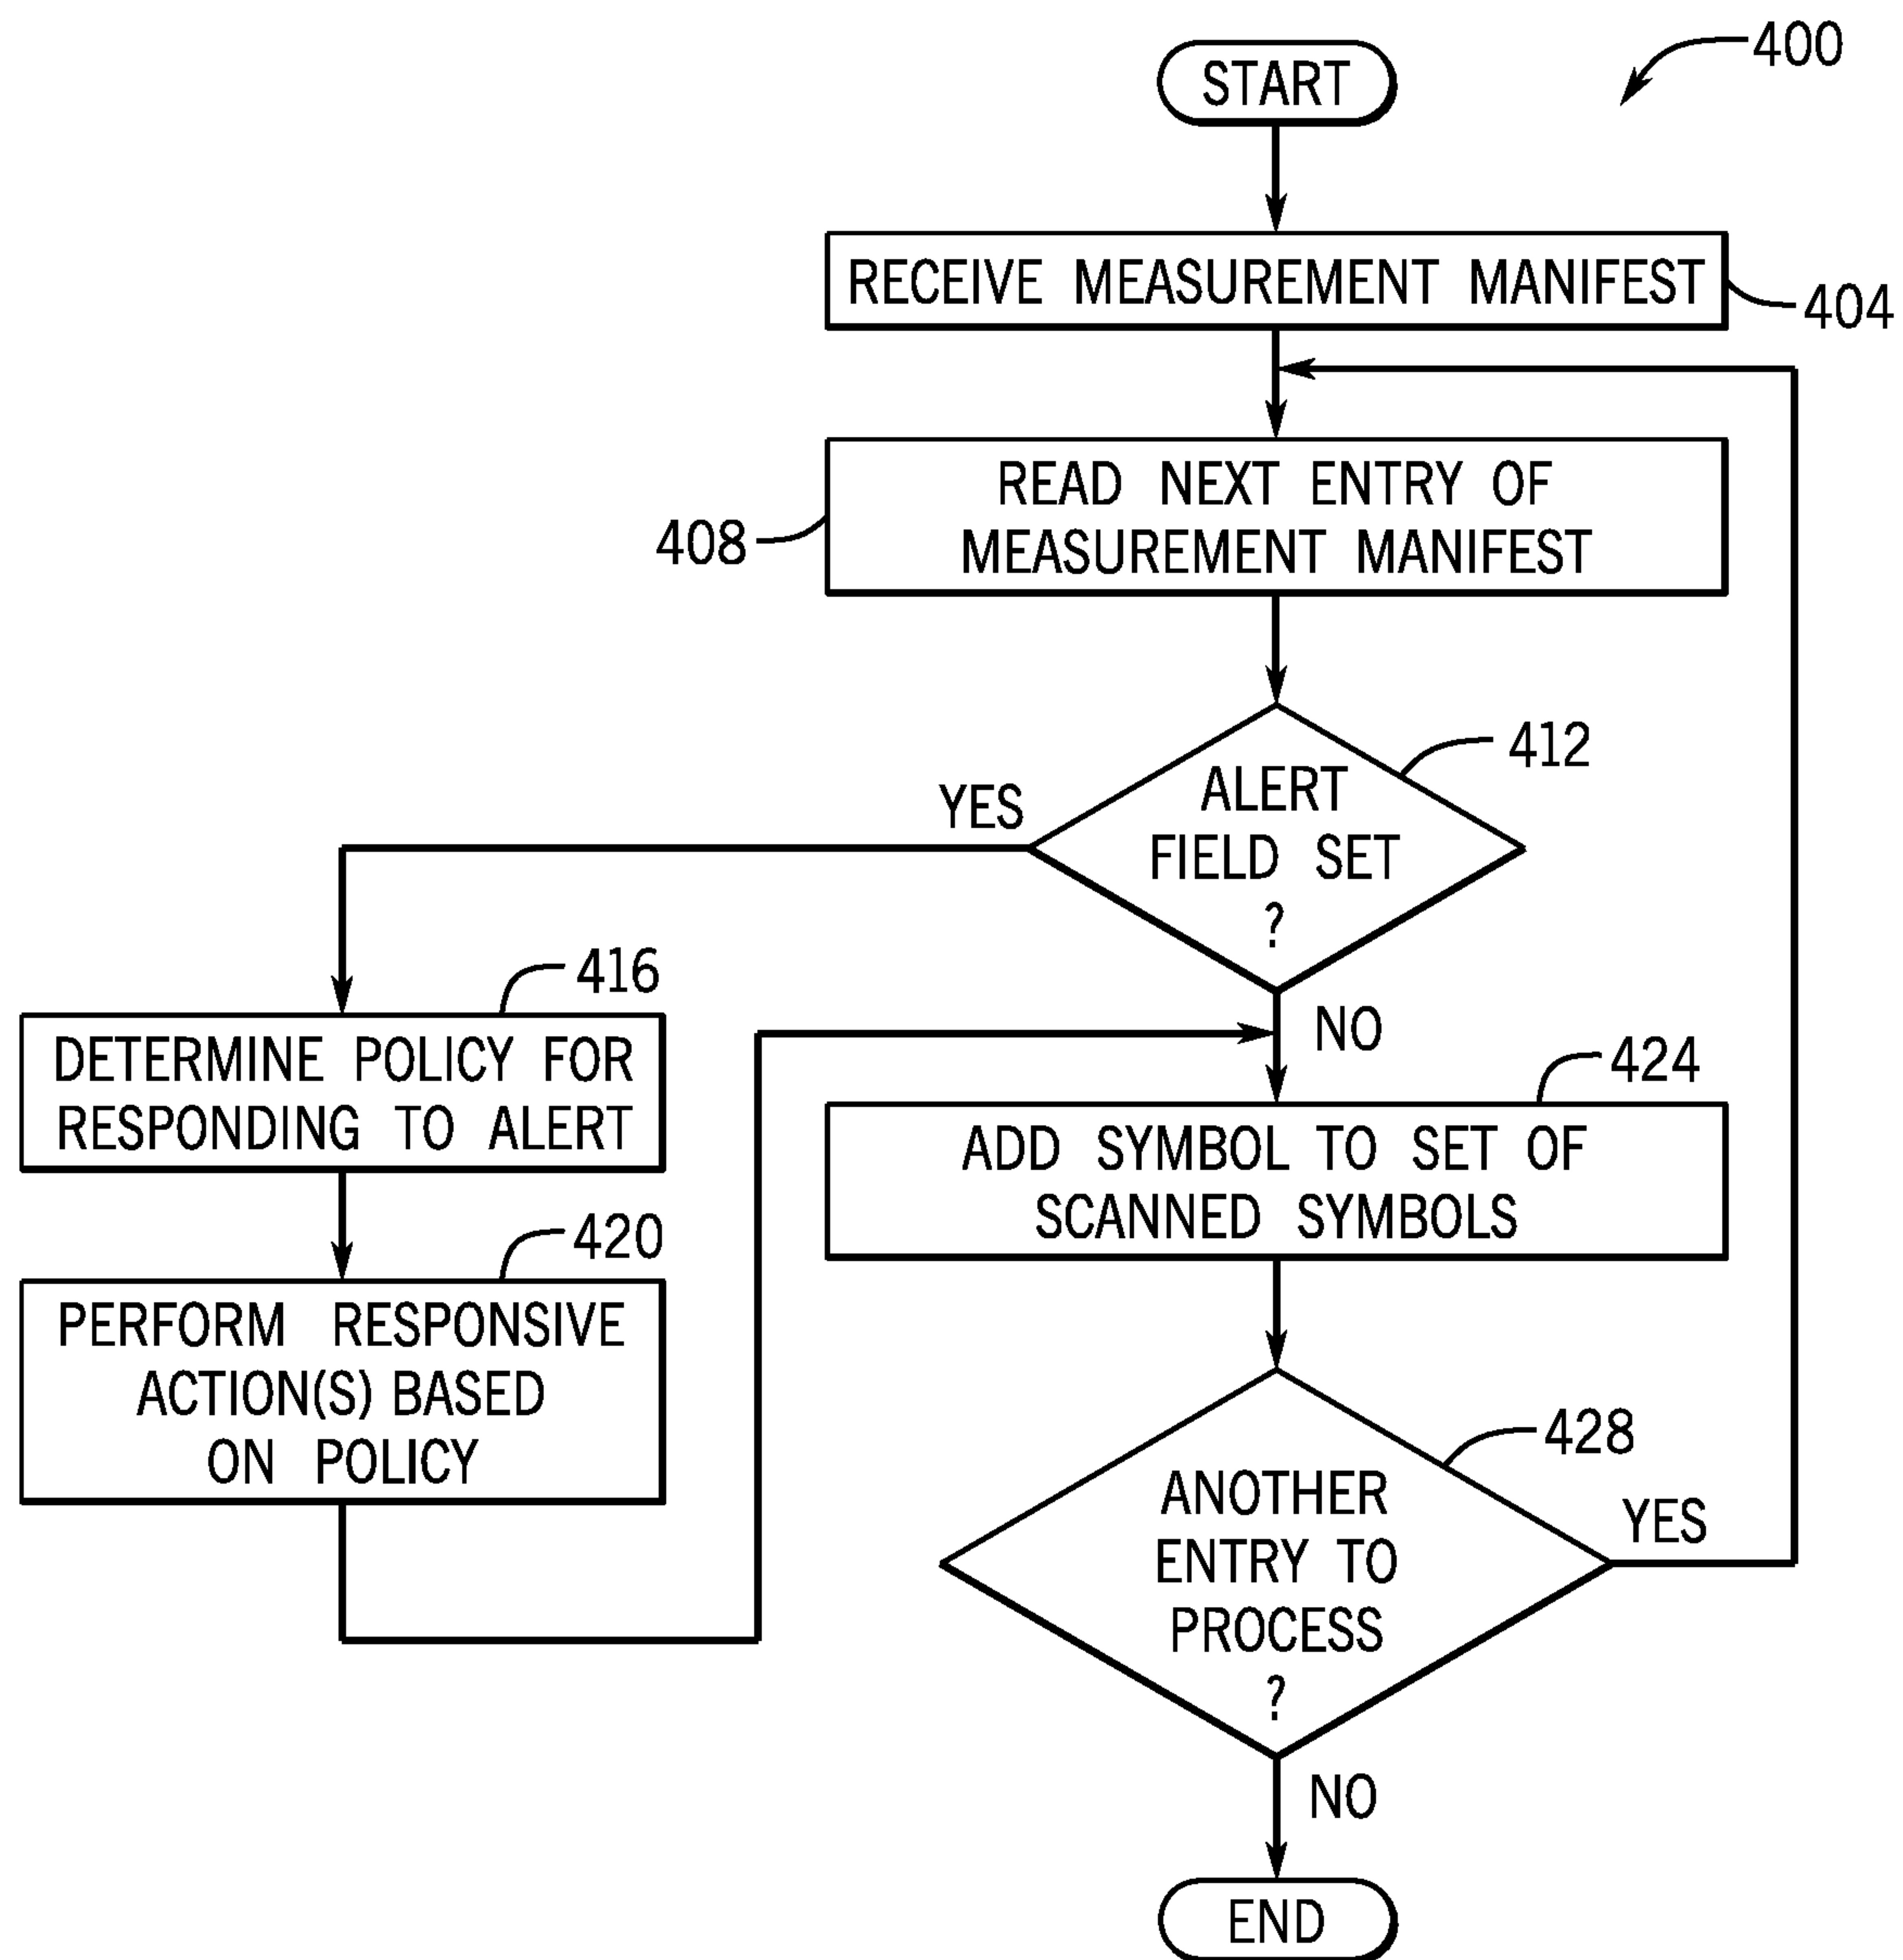 400
START
RECEIVE MEASUREMENT MANIFEST
404
READ NEXT ENTRY OF
MEASUREMENT MANIFEST
408
412
ALERT
FIELD SET
?
YES
NO
416
DETERMINE POLICY FOR
RESPONDING TO ALERT
420
PERFORM RESPONSIVE
ACTION(S) BASED
ON POLICY
424
ADD SYMBOL TO SET OF
SCANNED SYMBOLS
428
ANOTHER
ENTRY TO
PROCESS
?
YES
NO
END